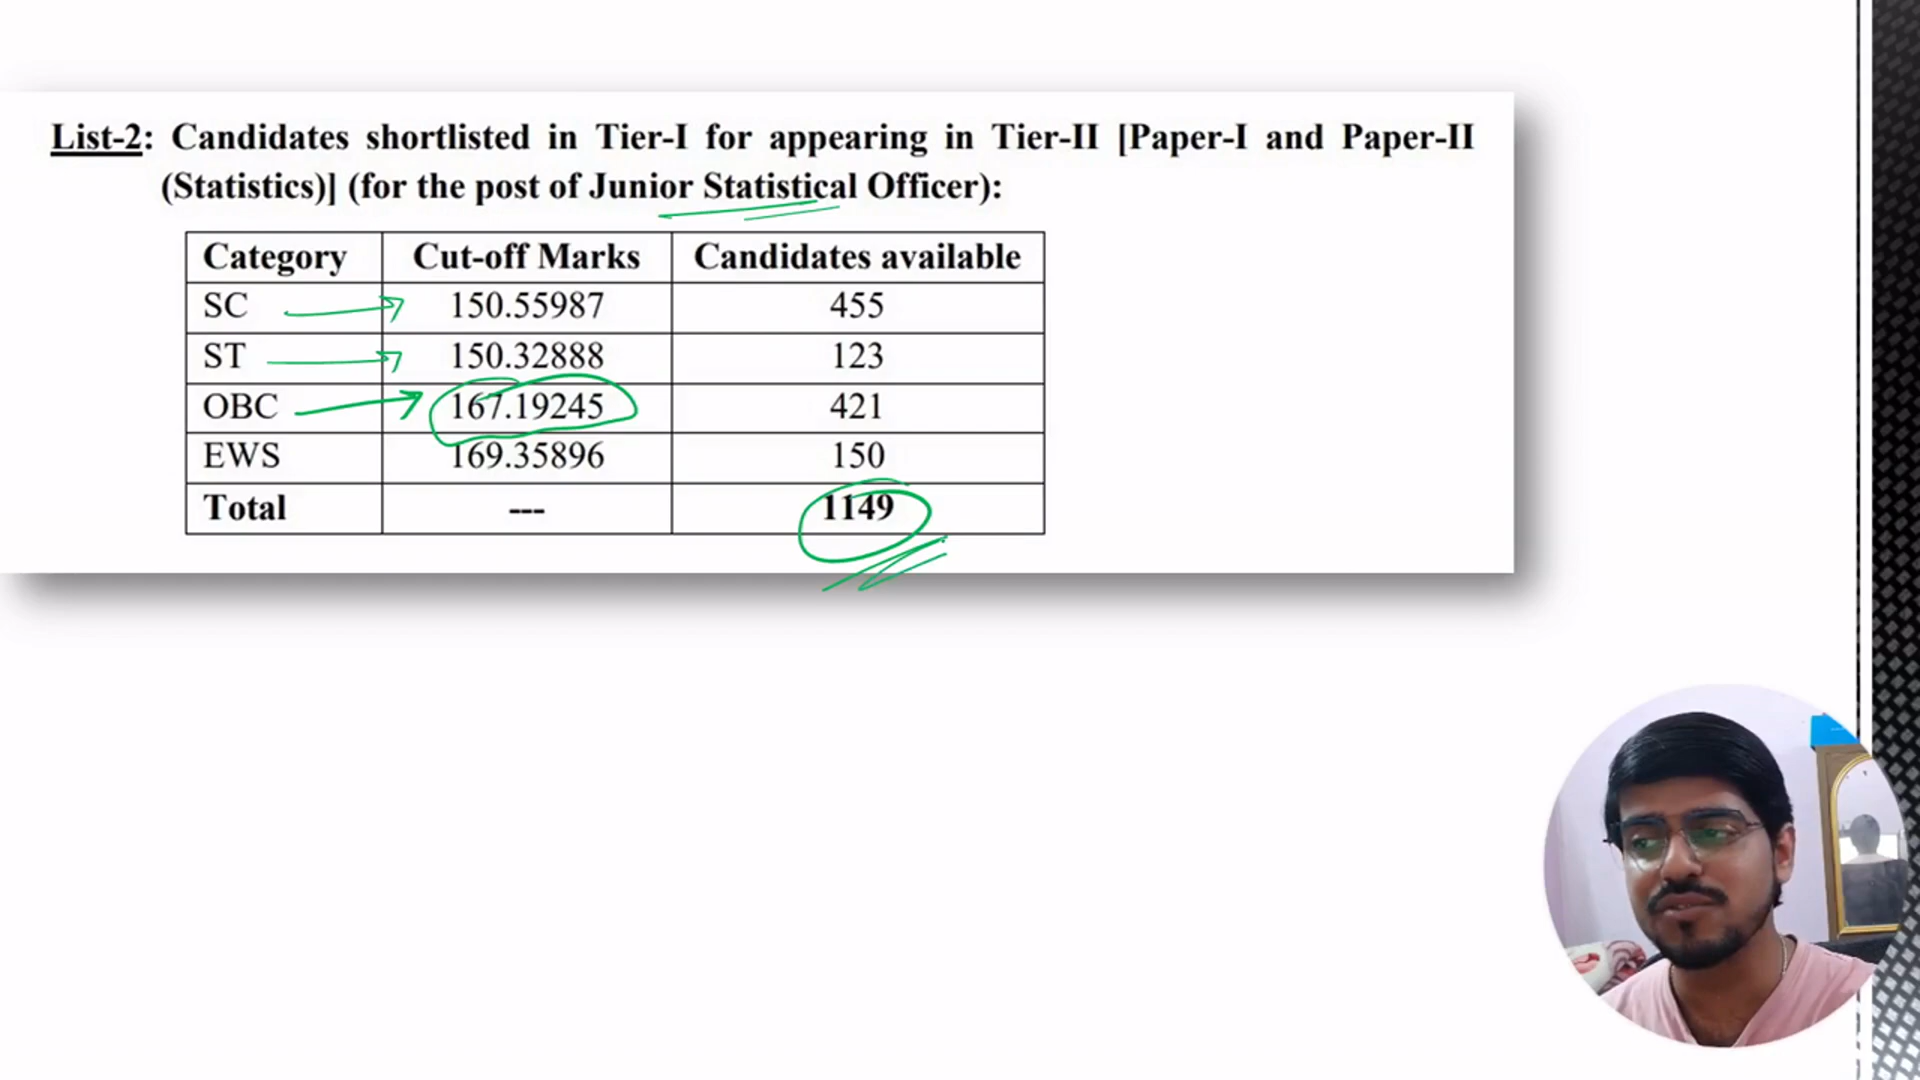 List-2: Candidates shortlisted in Tier-I for appearing in Tier-II [Paper-I and Paper-II
(Statistics)] (for the post of Junior Statistical Officer):
Category Cut-off Marks Candidates available
SC 150.55987 455
ST 150.32888 123
OBC 167.19245 421
EWS 169.35896 150
Total --- 1149